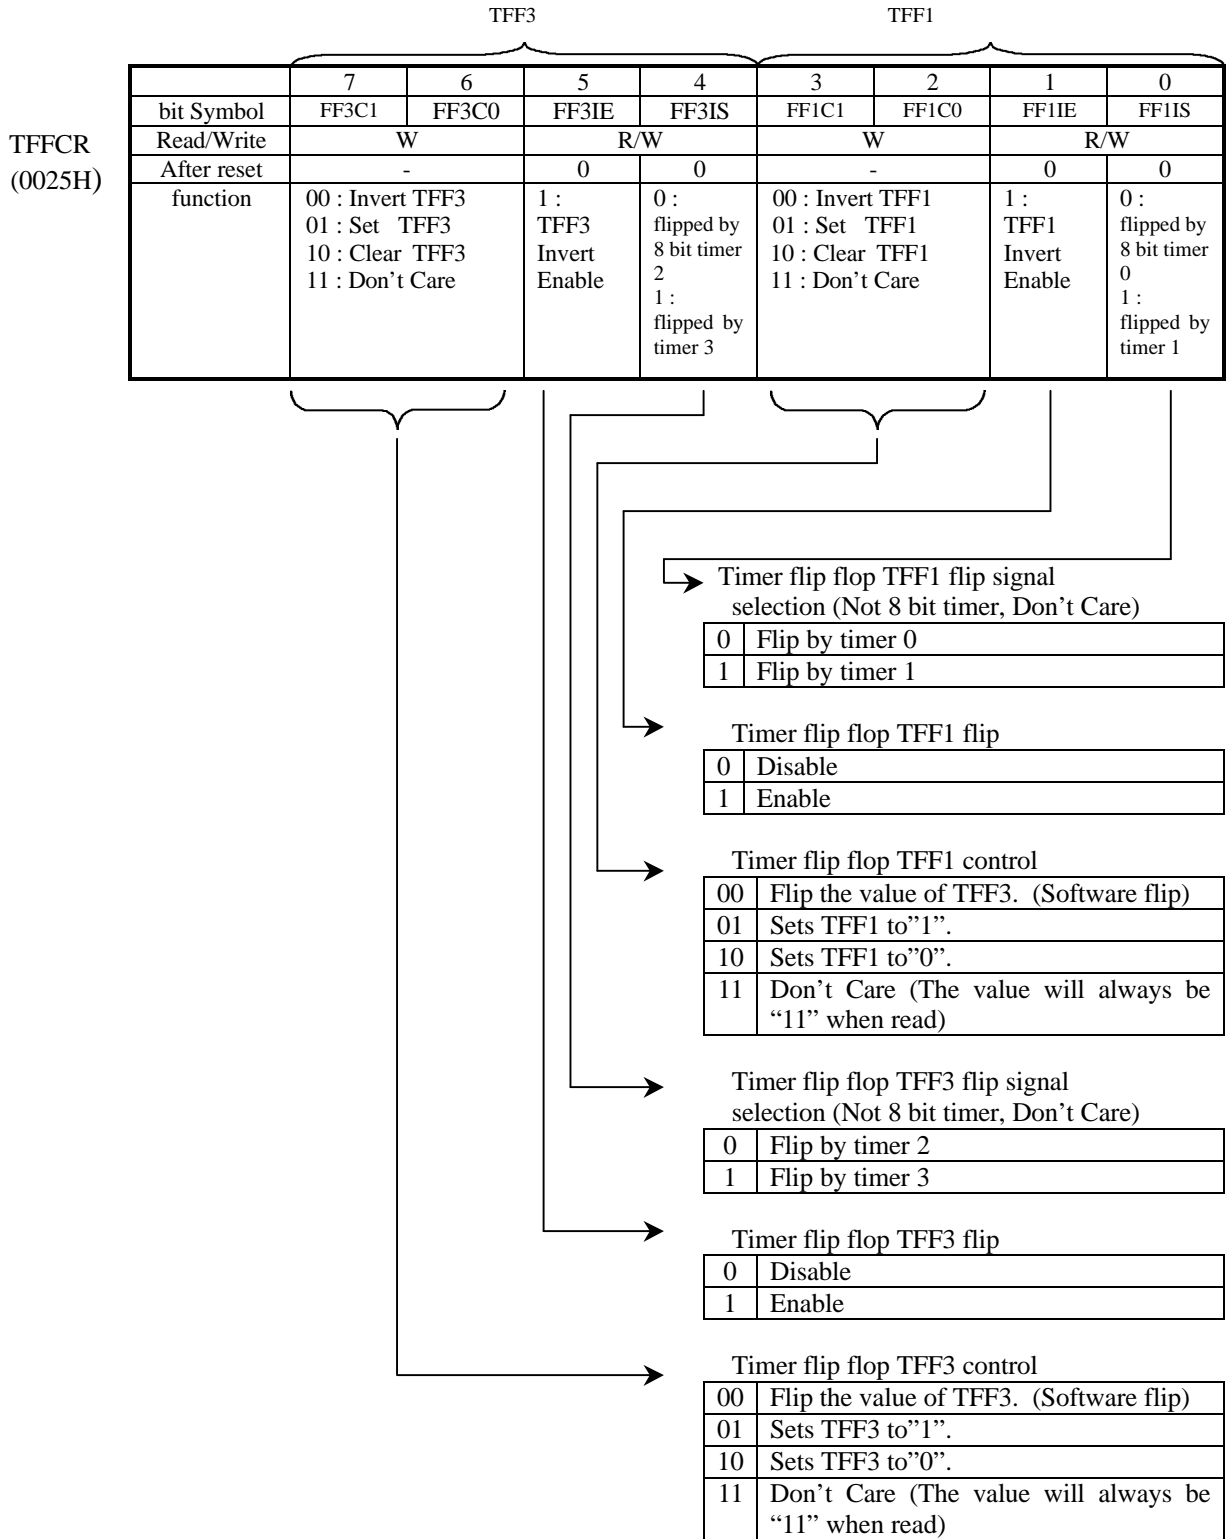 TFF3 TFF1
7 6 5 4 3 2 1 0
bit Symbol FF3C1 FF3C0 FF3IE FF3IS FF1C1 FF1C0 FF1IE FF1IS
TFFCR
(0025H)
Read/Write W R/W W R/W
After reset - 0 0 - 0 0
function
00 : Invert TFF3
01 : Set TFF3
10 : Clear TFF3
11 : Don't Care
1 :
TFF3
Invert
Enable
0 :
flipped by
8 bit timer
2
1 :
flipped by
timer 3
00 : Invert TFF1
01 : Set TFF1
10 : Clear TFF1
11 : Don't Care
1 :
TFF1
Invert
Enable
0 :
flipped by
8 bit timer
0
1 :
flipped by
timer 1
Timer flip flop TFF1 flip signal
selection (Not 8 bit timer, Don't Care)
0 Flip by timer 0
1 Flip by timer 1
Timer flip flop TFF1 flip
0 Disable
1 Enable
Timer flip flop TFF1 control
00 Flip the value of TFF3. (Software flip)
01 Sets TFF1 to"1”.
10 Sets TFF1 to”0”.
11 Don't Care (The value will always be
“11” when read)
Timer flip flop TFF3 flip signal
selection (Not 8 bit timer, Don't Care)
0 Flip by timer 2
1 Flip by timer 3
Timer flip flop TFF3 flip
0 Disable
1 Enable
Timer flip flop TFF3 control
00 Flip the value of TFF3. (Software flip)
01 Sets TFF3 to"1”.
10 Sets TFF3 to”0”.
11 Don't Care (The value will always be
“11” when read)